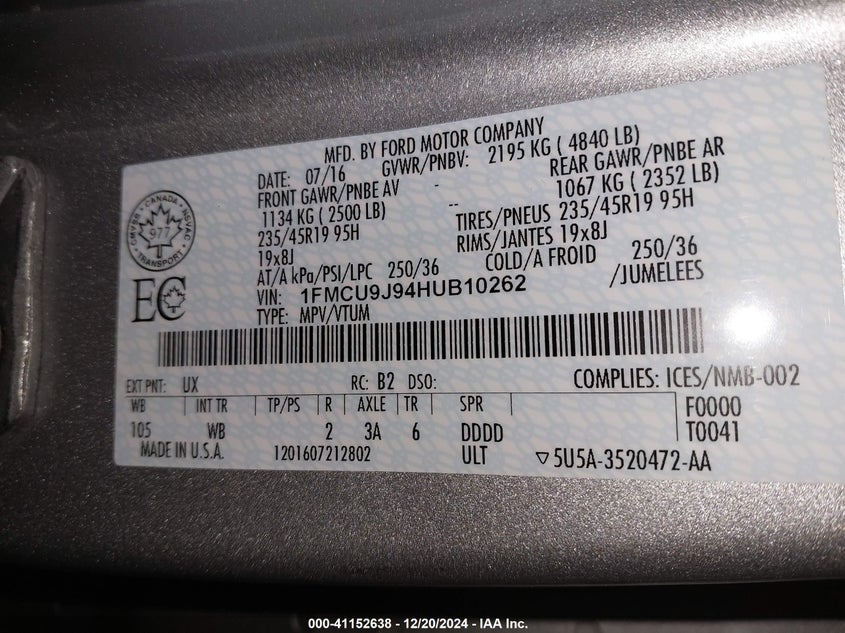 MFD. BY FORD MOTOR COMPANY
DATE: 07/16 GVWR/PNBV: 2195 KG ( 4840 LB)
FRONT GAWR/PNBE AV - REAR GAWR/PNBE AR
1134 KG ( 2500 LB) 1067 KG ( 2352 LB)
235/45R19 95H TIRES/PNEUS 235/45R19 95H
19x8J RIMS/JANTES 19x8J
AT/A kPa/PSI/LPC 250/36 COLD/A FROID 250/36
VIN: 1FMCU9J94HUB10262 /JUMELEES
TYPE: MPV/VTUM
CANADA
NSVAC
TRANSPORT
CMVSS
977
EC
EXT PNT: UX RC: B2 DSO: COMPLIES: ICES/NMB-002
WB INT TR TP/PS R AXLE TR SPR F0000
105 WB 2 3A 6 DDDD T0041
MADE IN U.S.A. 1201607212802 ULT ▽5U5A-3520472-AA
000-41152638 - 12/20/2024 - IAA Inc.